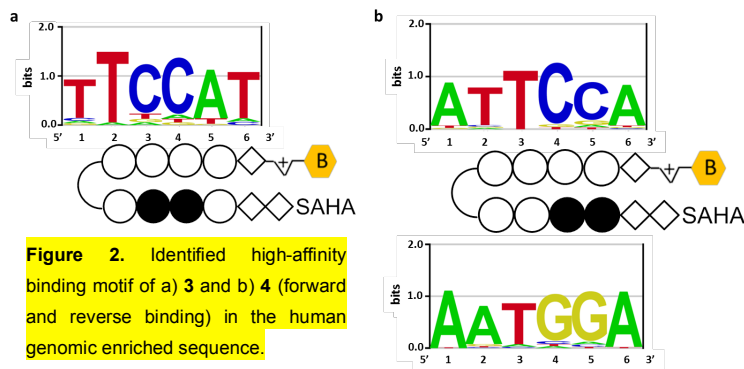 a
2.0
bits
1.0
0.0
TTCCAT
5' 1 2 3 4 5 6 3'
+ B
SAHA
Figure 2. Identified high-affinity
binding motif of a) 3 and b) 4 (forward
and reverse binding) in the human
genomic enriched sequence.
b
2.0
bits
1.0
0.0
ATTCCA
5' 1 2 3 4 5 6 3'
+ B
SAHA
2.0
bits
1.0
0.0
AATGGA
5' 1 2 3 4 5 6 3'